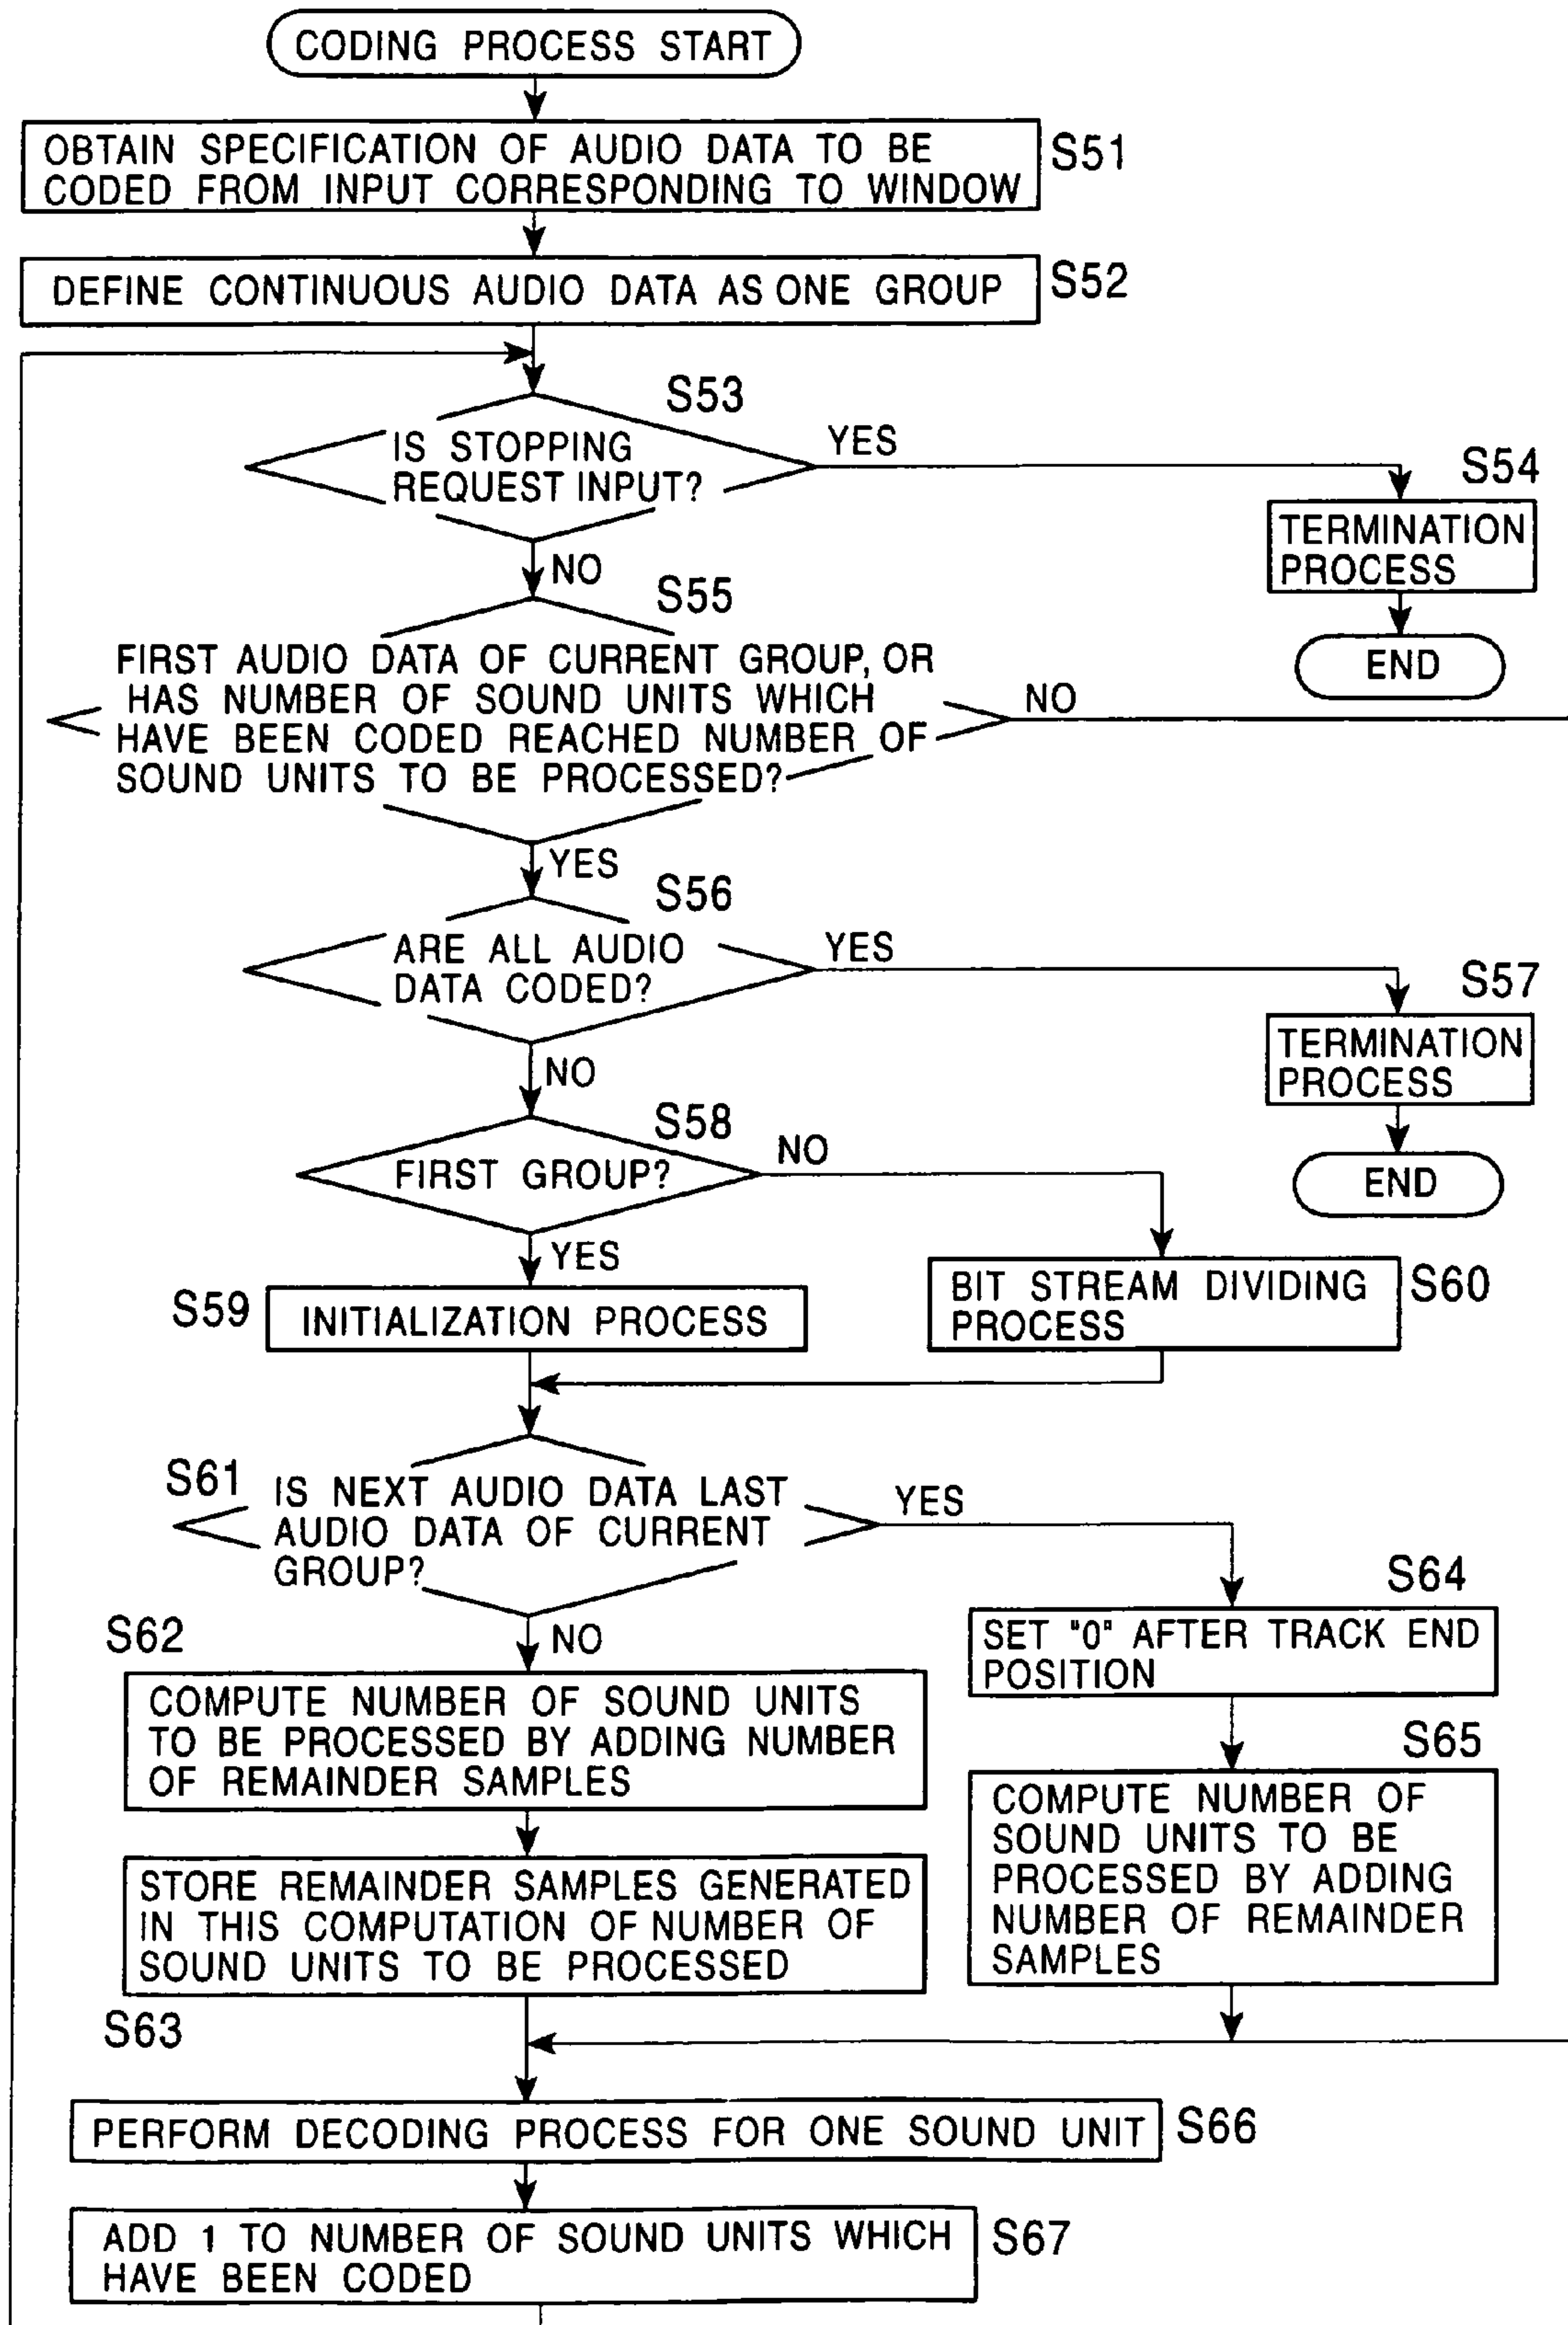 CODING PROCESS START
OBTAIN SPECIFICATION OF AUDIO DATA TO BE
CODED FROM INPUT CORRESPONDING TO WINDOW
S51
DEFINE CONTINUOUS AUDIO DATA AS ONE GROUP
S52
S53
IS STOPPING
REQUEST INPUT?
YES
S54
TERMINATION
PROCESS
END
NO
S55
FIRST AUDIO DATA OF CURRENT GROUP, OR
HAS NUMBER OF SOUND UNITS WHICH
HAVE BEEN CODED REACHED NUMBER OF
SOUND UNITS TO BE PROCESSED?
NO
YES
S56
ARE ALL AUDIO
DATA CODED?
YES
S57
TERMINATION
PROCESS
END
NO
S58
FIRST GROUP?
NO
YES
S59
INITIALIZATION PROCESS
BIT STREAM DIVIDING
PROCESS
S60
S61
IS NEXT AUDIO DATA LAST
AUDIO DATA OF CURRENT
GROUP?
YES
NO
S62
COMPUTE NUMBER OF SOUND UNITS
TO BE PROCESSED BY ADDING NUMBER
OF REMAINDER SAMPLES
S64
SET "0" AFTER TRACK END
POSITION
S65
COMPUTE NUMBER OF
SOUND UNITS TO BE
PROCESSED BY ADDING
NUMBER OF REMAINDER
SAMPLES
STORE REMAINDER SAMPLES GENERATED
IN THIS COMPUTATION OF NUMBER OF
SOUND UNITS TO BE PROCESSED
S63
PERFORM DECODING PROCESS FOR ONE SOUND UNIT
S66
ADD 1 TO NUMBER OF SOUND UNITS WHICH
HAVE BEEN CODED
S67